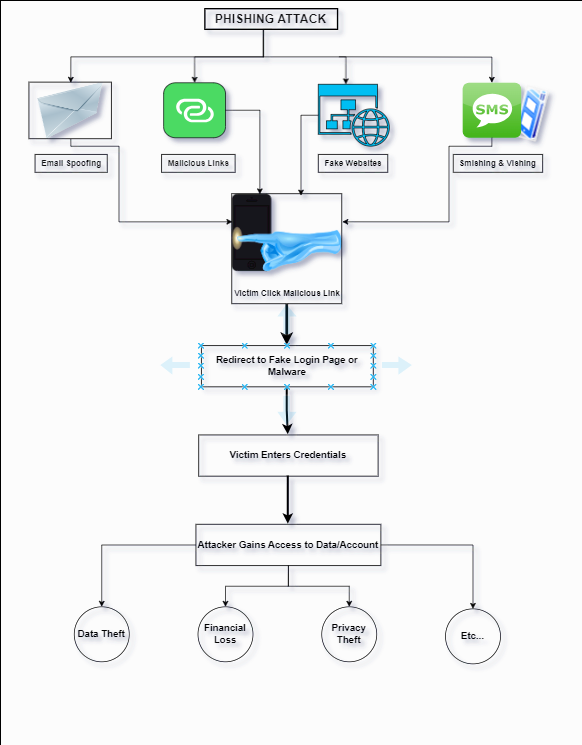 PHISHING ATTACK
SMS
Email Spoofing
Malicious Links
Fake Websites
Smishing & Vishing
Victim Click Malicious Link
Redirect to Fake Login Page or
Malware
Victim Enters Credentials
Attacker Gains Access to Data/Account
Data Theft
Financial
Loss
Privacy
Theft
Etc...